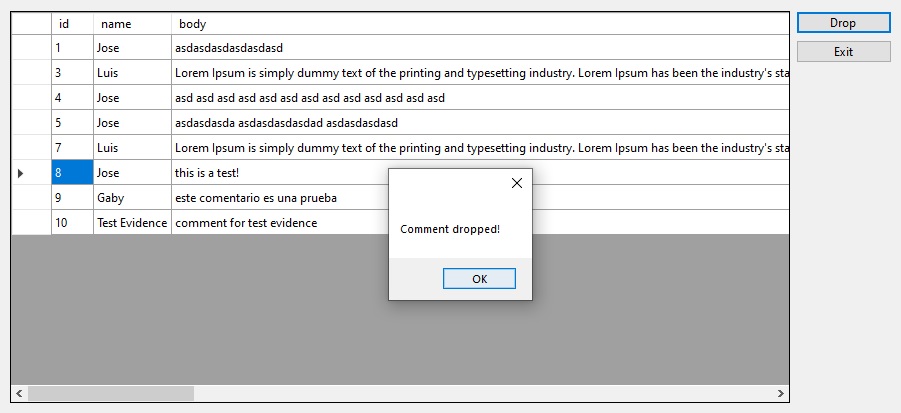 id name body
1 Jose asdasdasdasdasdasd
3 Luis Lorem Ipsum is simply dummy text of the printing and typesetting industry. Lorem Ipsum has been the industry's sta
4 Jose asd asd asd asd asd asd asd asd asd asd asd asd asd
5 Jose asdasdasda asdasdasdasdad asdasdasdasd
7 Luis Lorem Ipsum is simply dummy text of the printing and typesetting industry. Lorem Ipsum has been the industry's sta
8 Jose this is a test!
9 Gaby este comentario es una prueba
10 Test Evidence comment for test evidence
Drop
Exit
Comment dropped!
OK